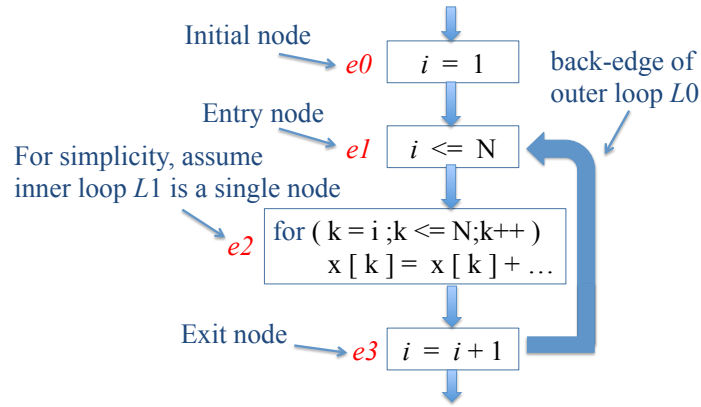 Initial node
e0
i = 1
back-edge of
outer loop L0
Entry node
e1
i <= N
For simplicity, assume
inner loop L1 is a single node
e2
for ( k = i ;k <= N;k++ )
x [ k ] = x [ k ] + …
Exit node
e3
i = i + 1